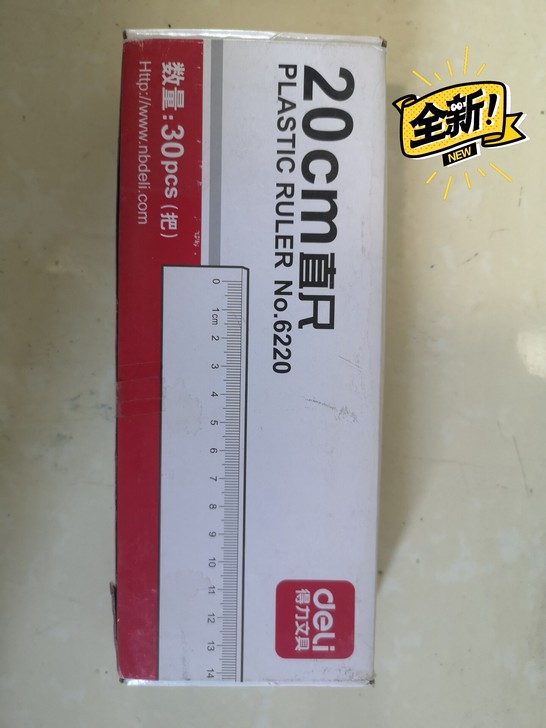 20cm直尺
PLASTIC RULER No.6220
数量:30pcs(把)
Http://www.nbdeli.com
0 1cm 2 3 4 5 6 7 8 9 10 11 12 13 14
deli
得力文具
全新!
NEW